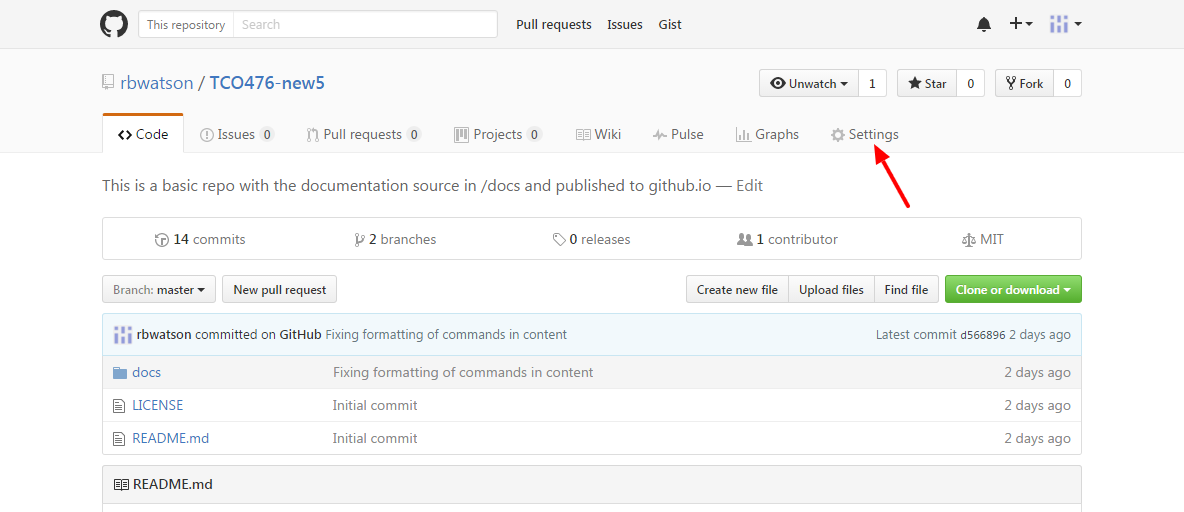 This repository Search Pull requests Issues Gist
rbwatson / TCO476-new5 Unwatch 1 Star 0 Fork 0
Code Issues 0 Pull requests 0 Projects 0 Wiki Pulse Graphs Settings
This is a basic repo with the documentation source in /docs and published to github.io — Edit
14 commits 2 branches 0 releases 1 contributor MIT
Branch: master New pull request Create new file Upload files Find file Clone or download
rbwatson committed on GitHub Fixing formatting of commands in content Latest commit d566896 2 days ago
docs Fixing formatting of commands in content 2 days ago
LICENSE Initial commit 2 days ago
README.md Initial commit 2 days ago
README.md